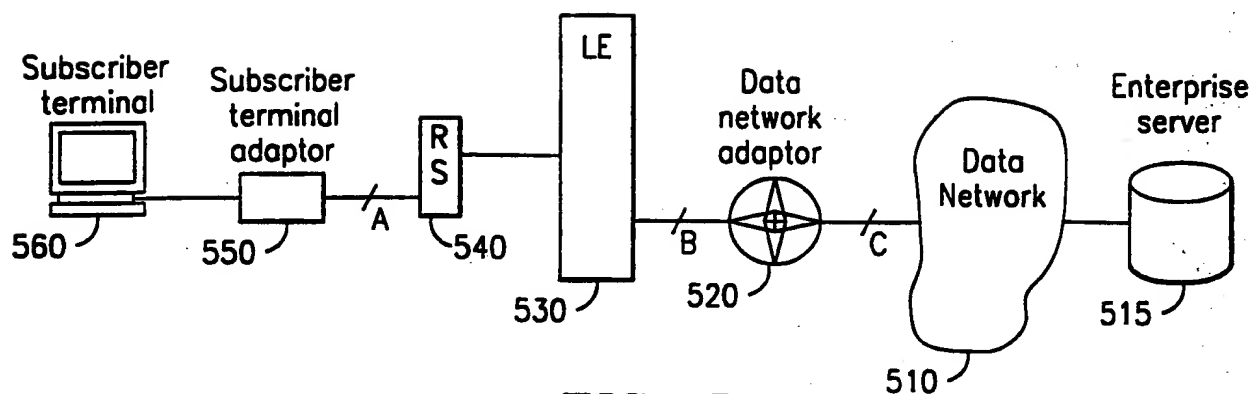 Subscriber
terminal
560
Subscriber
terminal
adaptor
550
A
R
S
540
LE
530
B
Data
network
adaptor
520
C
Data
Network
510
Enterprise
server
515